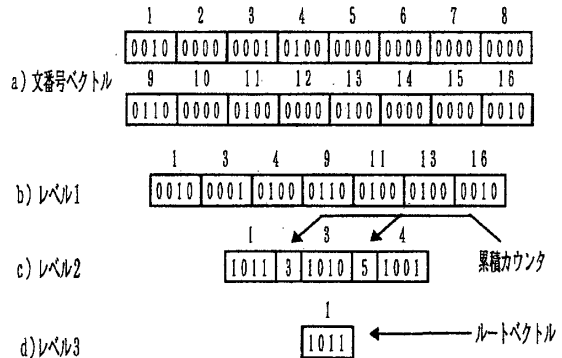 1 2 3 4 5 6 7 8
0010 0000 0001 0100 0000 0000 0000 0000
a)文番号ベクトル
9 10 11 12 13 14 15 16
0110 0000 0100 0000 0100 0000 0000 0010
1 3 4 9 11 13 16
b)レベル1
0010 0001 0100 0110 0100 0100 0010
1 3 4
c)レベル2
1011 3 1010 5 1001
累積カウンタ
1
d)レベル3
1011
ルートベクトル